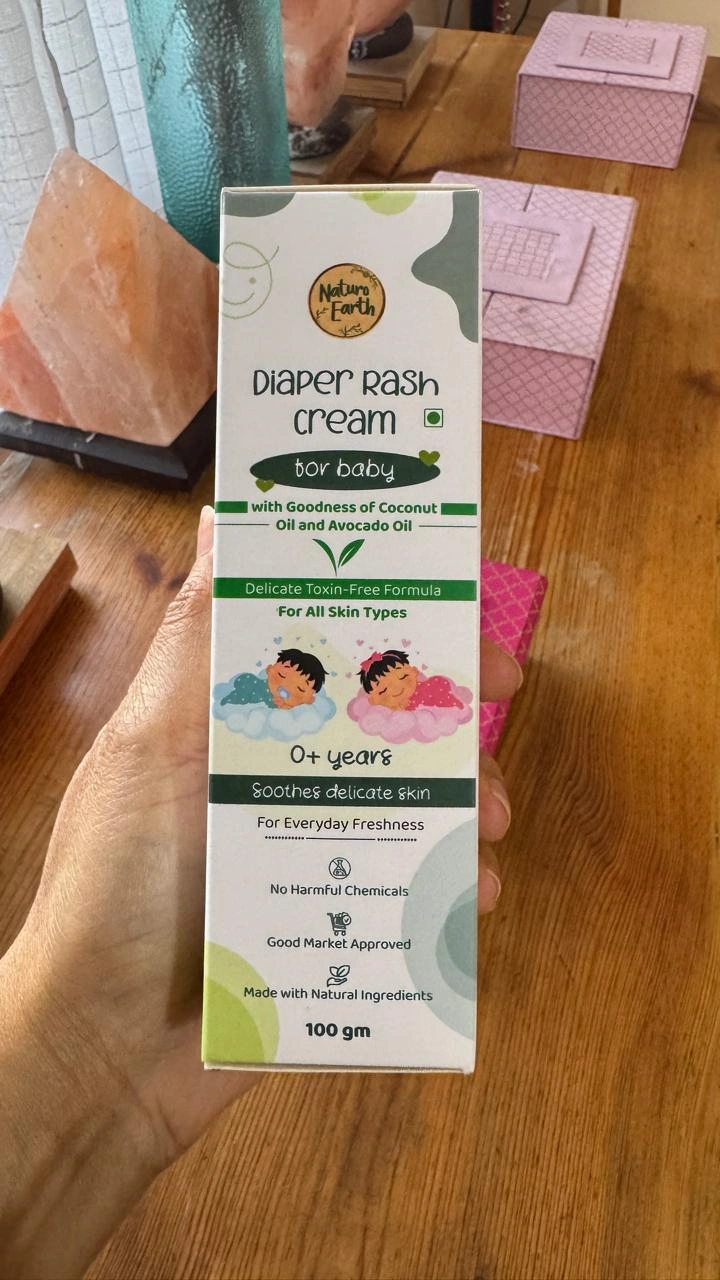 Naturo
Earth
Diaper Rash
cream
for baby
with Goodness of Coconut
Oil and Avocado Oil
Delicate Toxin-Free Formula
For All Skin Types
0+ years
Soothes delicate skin
For Everyday Freshness
No Harmful Chemicals
Good Market Approved
Made with Natural Ingredients
100 gm